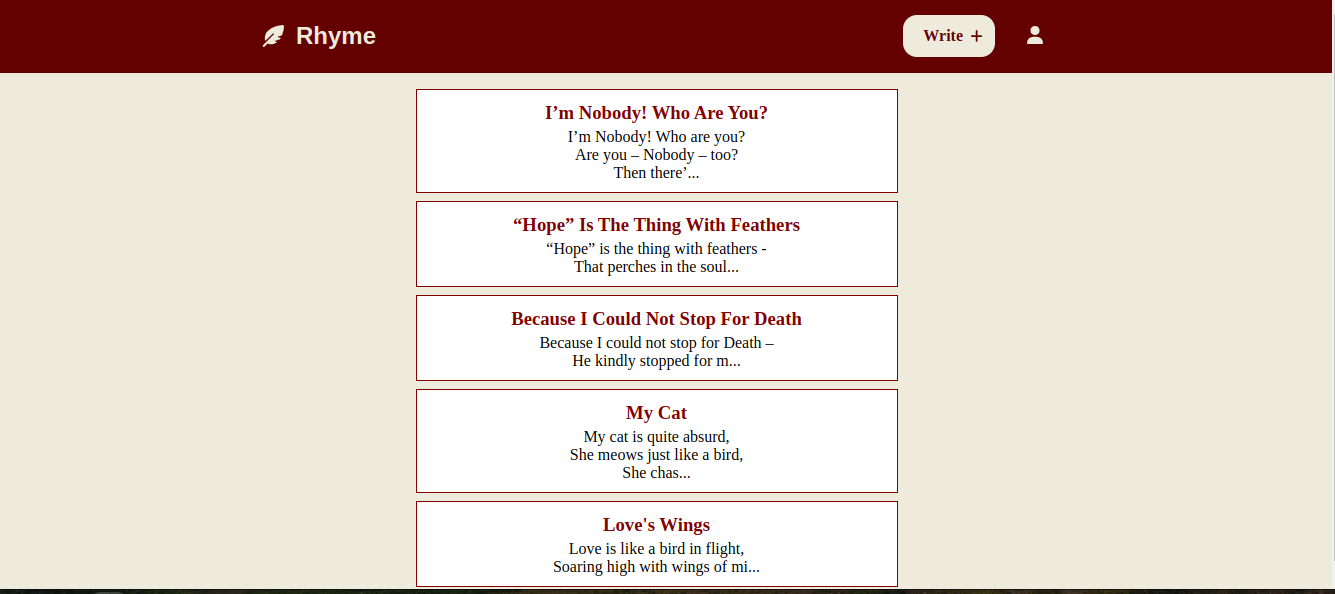 Rhyme
Write +
I’m Nobody! Who Are You?
I’m Nobody! Who are you?
Are you – Nobody – too?
Then there’...
“Hope” Is The Thing With Feathers
“Hope” is the thing with feathers -
That perches in the soul...
Because I Could Not Stop For Death
Because I could not stop for Death –
He kindly stopped for m...
My Cat
My cat is quite absurd,
She meows just like a bird,
She chas...
Love's Wings
Love is like a bird in flight,
Soaring high with wings of mi...